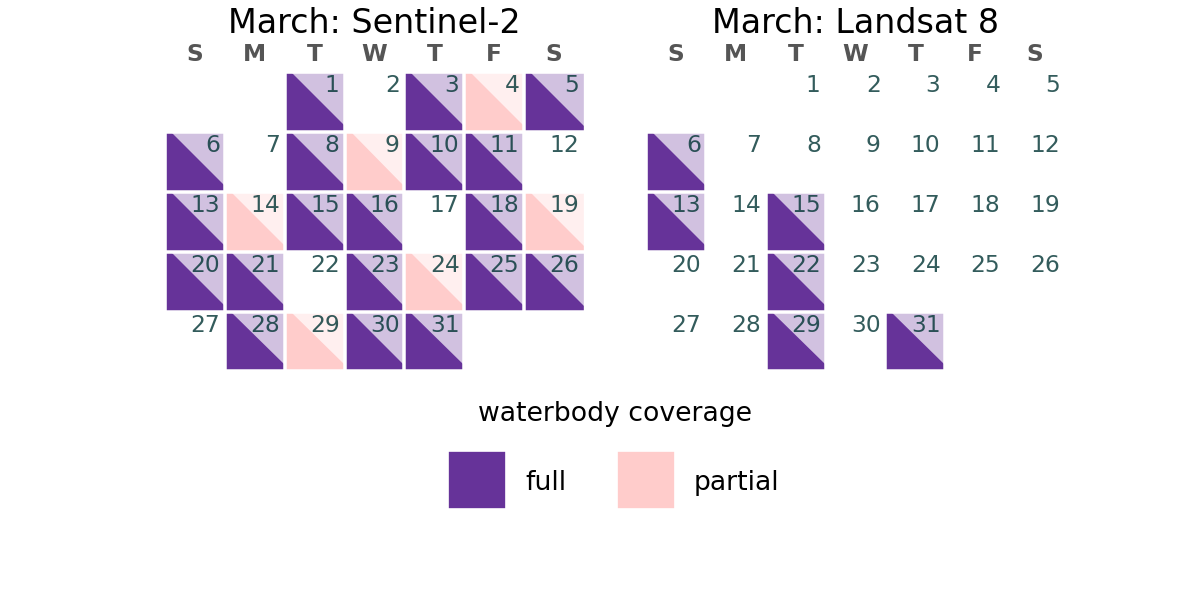 March: Sentinel-2
S M T W T F S
1 2 3 4 5
6 7 8 9 10 11 12
13 14 15 16 17 18 19
20 21 22 23 24 25 26
27 28 29 30 31
March: Landsat 8
S M T W T F S
1 2 3 4 5
6 7 8 9 10 11 12
13 14 15 16 17 18 19
20 21 22 23 24 25 26
27 28 29 30 31
waterbody coverage
full
partial